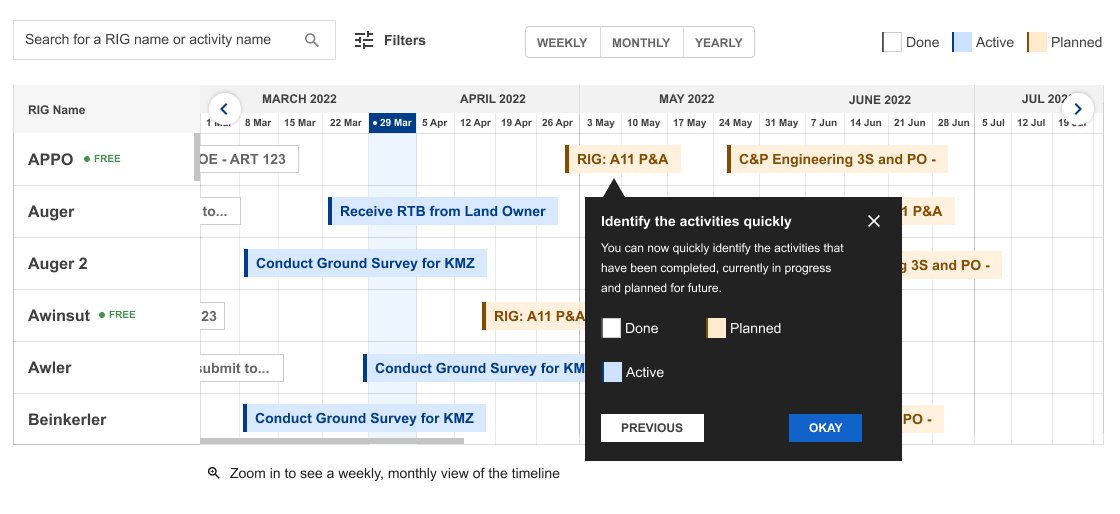 Search for a RIG name or activity name
Filters
WEEKLY MONTHLY YEARLY
Done Active Planned
RIG Name
MARCH 2022 APRIL 2022 MAY 2022 JUNE 2022 JUL
8 Mar 15 Mar 22 Mar 29 Mar 5 Apr 12 Apr 19 Apr 26 Apr 3 May 10 May 17 May 24 May 31 May 7 Jun 14 Jun 21 Jun 28 Jun 5 Jul 12 Jul
APPO FREE OE - ART 123 RIG: A11 P&A C&P Engineering 3S and PO -
Auger to... Receive RTB from Land Owner 1 P&A
Auger 2 Conduct Ground Survey for KMZ g 3S and PO -
Awinsut FREE 23 RIG: A11 P&A
Awler submit to... Conduct Ground Survey for KM
Beinkerler Conduct Ground Survey for KMZ PO -
Identify the activities quickly
You can now quickly identify the activities that
have been completed, currently in progress
and planned for future.
Done Planned
Active
PREVIOUS OKAY
Zoom in to see a weekly, monthly view of the timeline